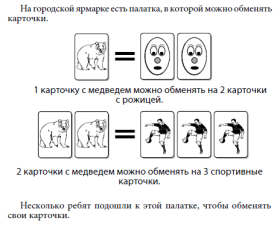 На городской ярмарке есть палатка, в которой можно обменять
карточки.
1 карточку с медведем можно обменять на 2 карточки
с рожицей.
2 карточки с медведем можно обменять на 3 спортивные
карточки.
Несколько ребят подошли к этой палатке, чтобы обменять
свои карточки.